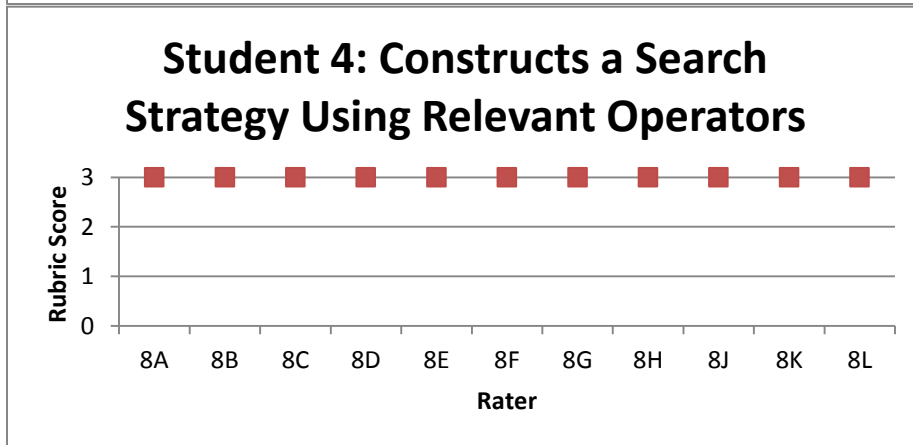 Student 4: Constructs a Search
Strategy Using Relevant Operators
3
2
1
0
Rubric Score
8A 8B 8C 8D 8E 8F 8G 8H 8J 8K 8L
Rater